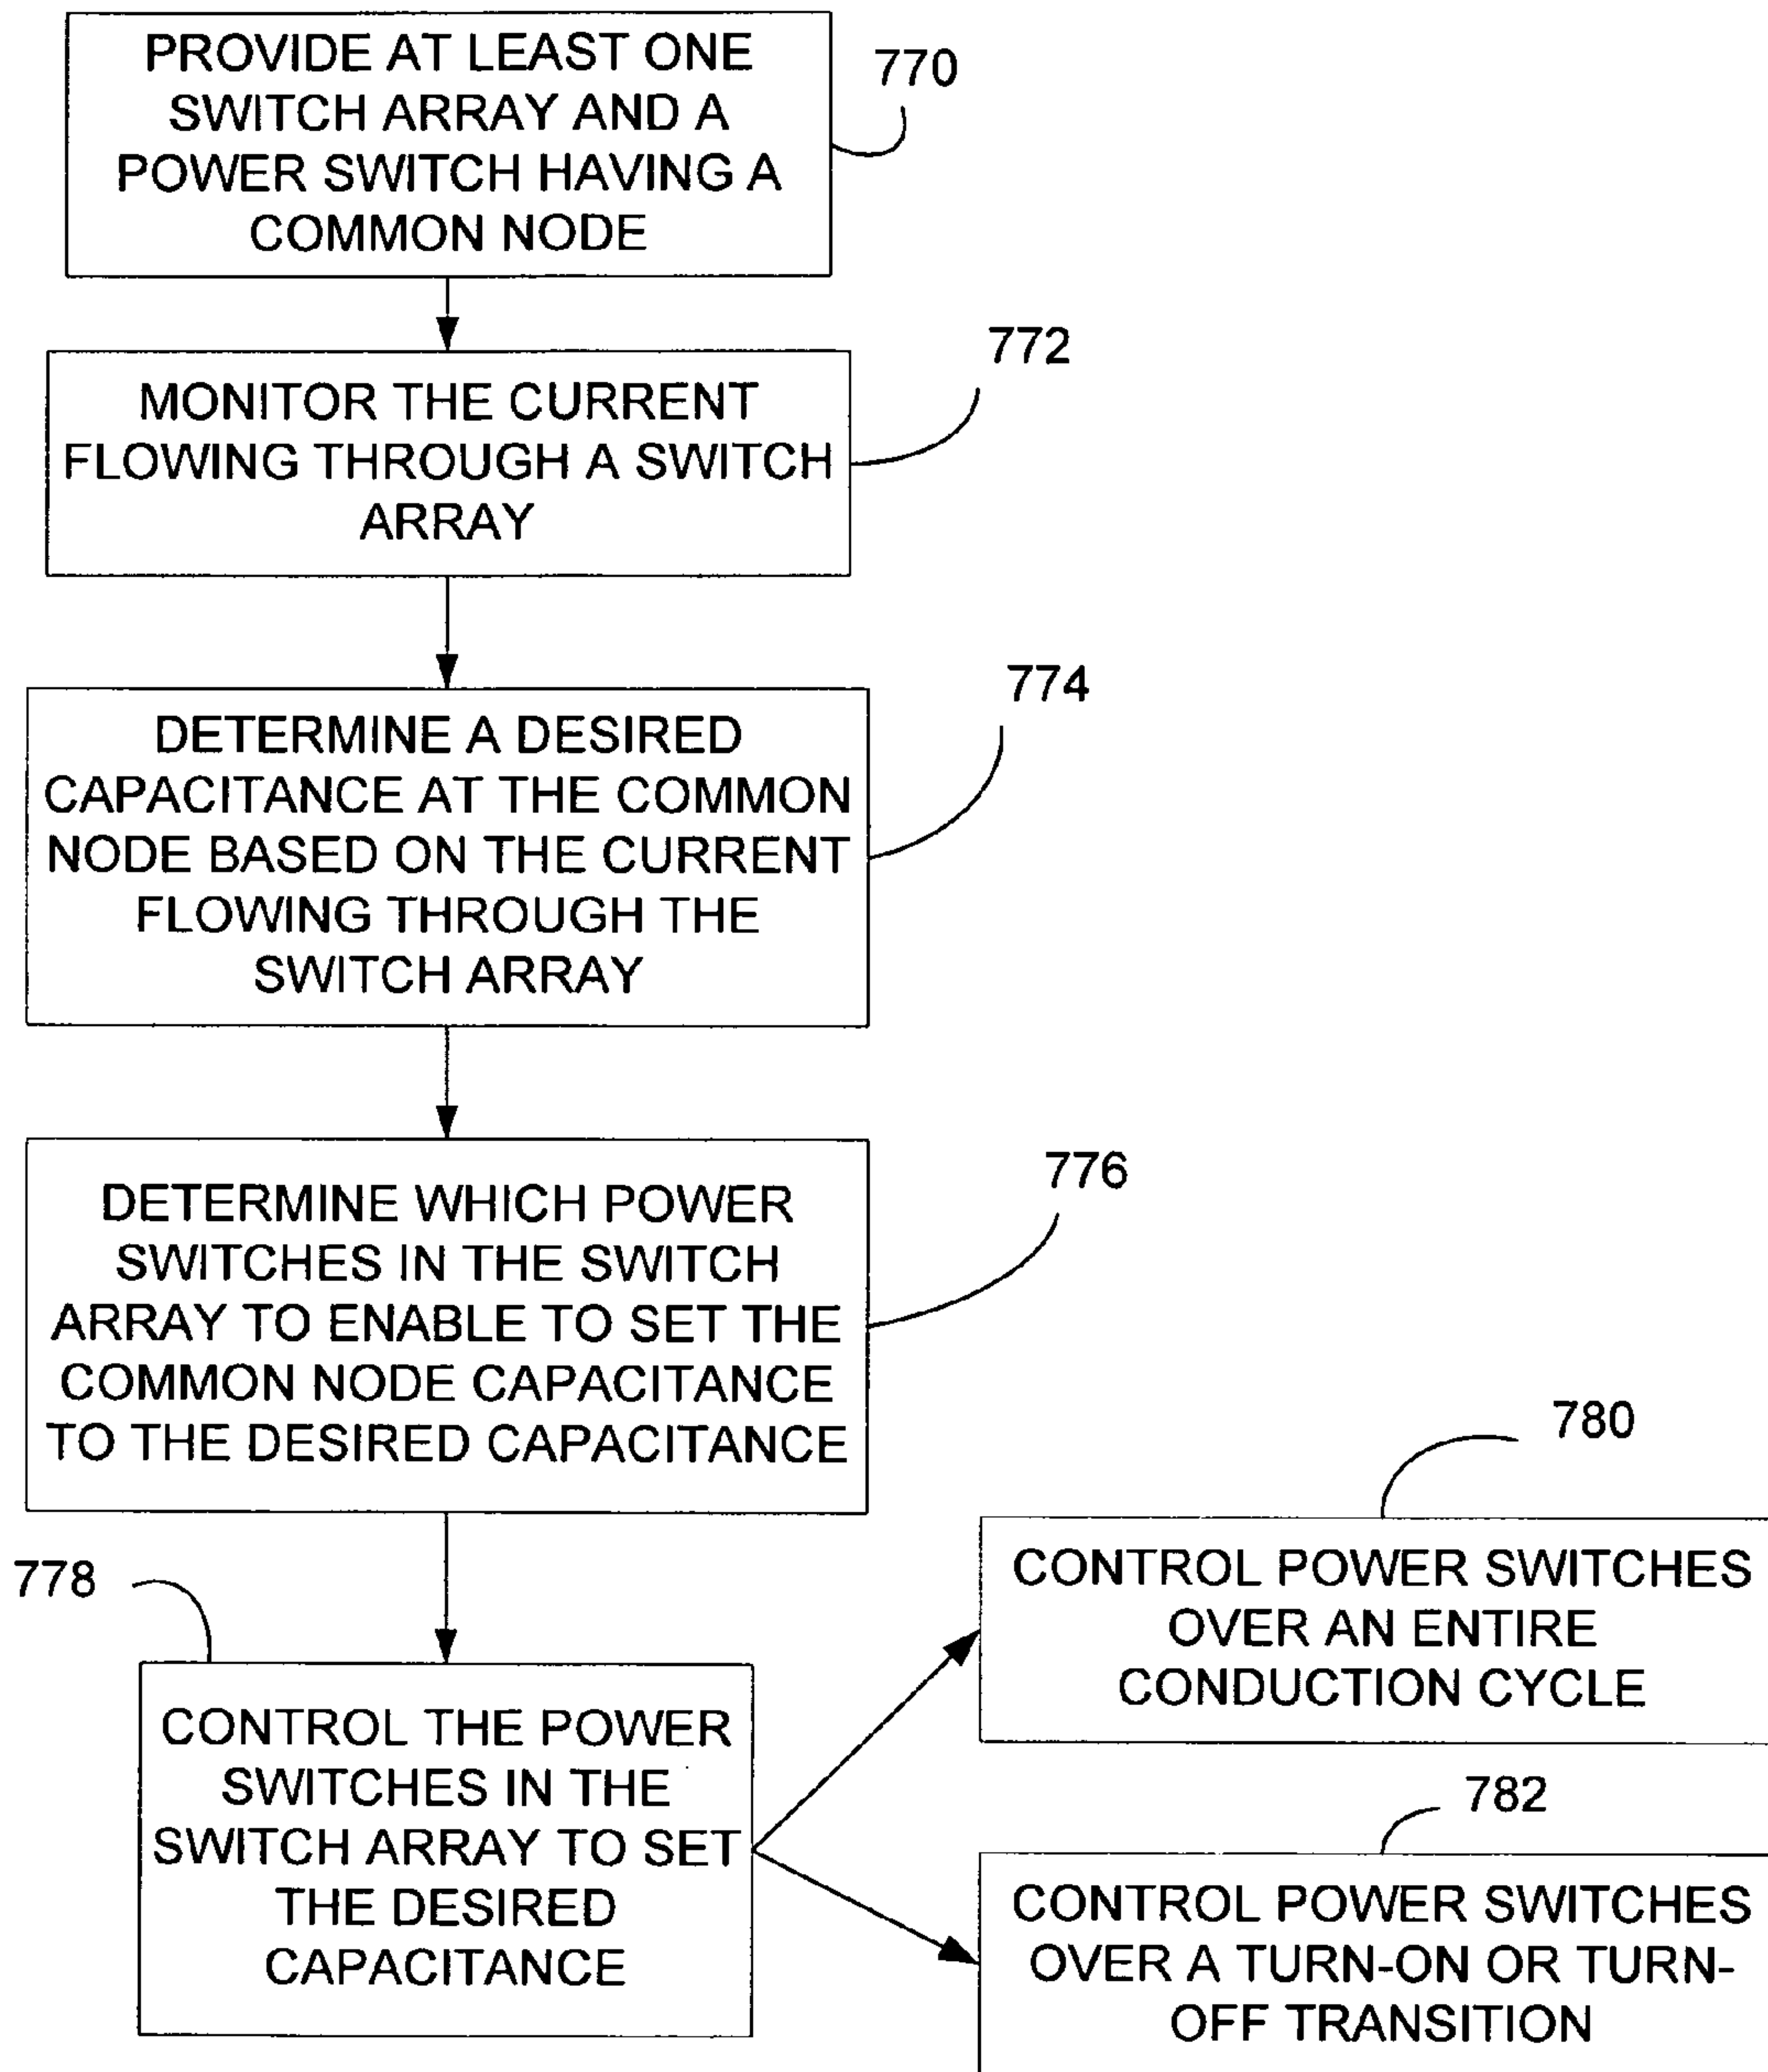 PROVIDE AT LEAST ONE
SWITCH ARRAY AND A
POWER SWITCH HAVING A
COMMON NODE
770
MONITOR THE CURRENT
FLOWING THROUGH A SWITCH
ARRAY
772
DETERMINE A DESIRED
CAPACITANCE AT THE COMMON
NODE BASED ON THE CURRENT
FLOWING THROUGH THE
SWITCH ARRAY
774
DETERMINE WHICH POWER
SWITCHES IN THE SWITCH
ARRAY TO ENABLE TO SET THE
COMMON NODE CAPACITANCE
TO THE DESIRED CAPACITANCE
776
778
CONTROL THE POWER
SWITCHES IN THE
SWITCH ARRAY TO SET
THE DESIRED
CAPACITANCE
780
CONTROL POWER SWITCHES
OVER AN ENTIRE
CONDUCTION CYCLE
782
CONTROL POWER SWITCHES
OVER A TURN-ON OR TURN-
OFF TRANSITION